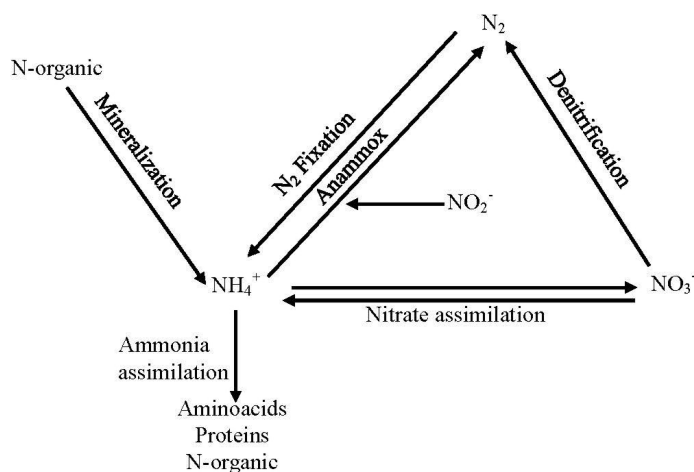 N₂
N-organic
Mineralization
N₂ Fixation
Anammox
Denitrification
NO₂⁻
NH₄⁺
NO₃⁻
Nitrate assimilation
Ammonia
assimilation
Aminoacids
Proteins
N-organic